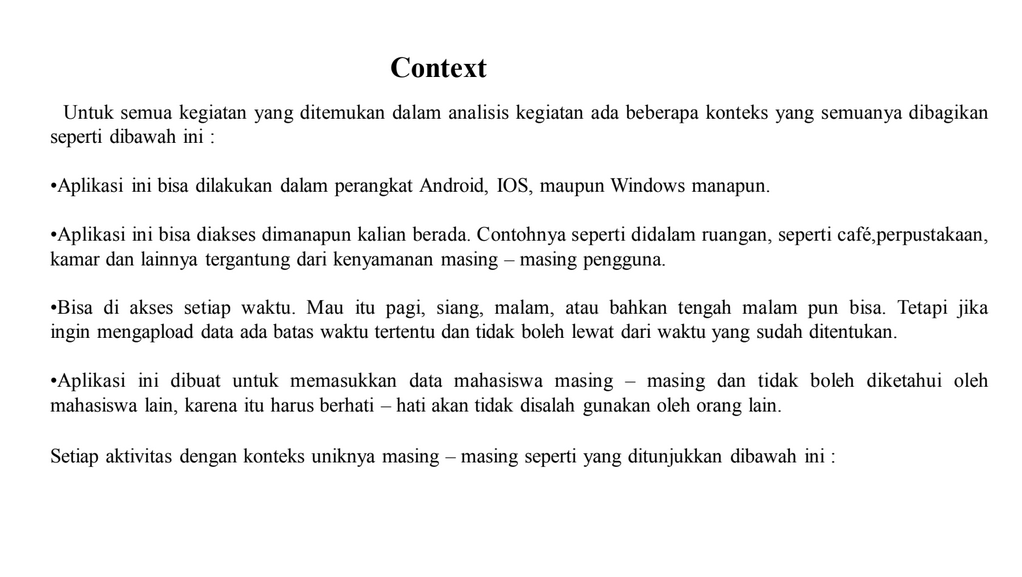 Context
Untuk semua kegiatan yang ditemukan dalam analisis kegiatan ada beberapa konteks yang semuanya dibagikan
seperti dibawah ini :
•Aplikasi ini bisa dilakukan dalam perangkat Android, IOS, maupun Windows manapun.
•Aplikasi ini bisa diakses dimanapun kalian berada. Contohnya seperti didalam ruangan, seperti café,perpustakaan,
kamar dan lainnya tergantung dari kenyamanan masing – masing pengguna.
•Bisa di akses setiap waktu. Mau itu pagi, siang, malam, atau bahkan tengah malam pun bisa. Tetapi jika
ingin mengapload data ada batas waktu tertentu dan tidak boleh lewat dari waktu yang sudah ditentukan.
•Aplikasi ini dibuat untuk memasukkan data mahasiswa masing – masing dan tidak boleh diketahui oleh
mahasiswa lain, karena itu harus berhati – hati akan tidak disalah gunakan oleh orang lain.
Setiap aktivitas dengan konteks uniknya masing – masing seperti yang ditunjukkan dibawah ini :